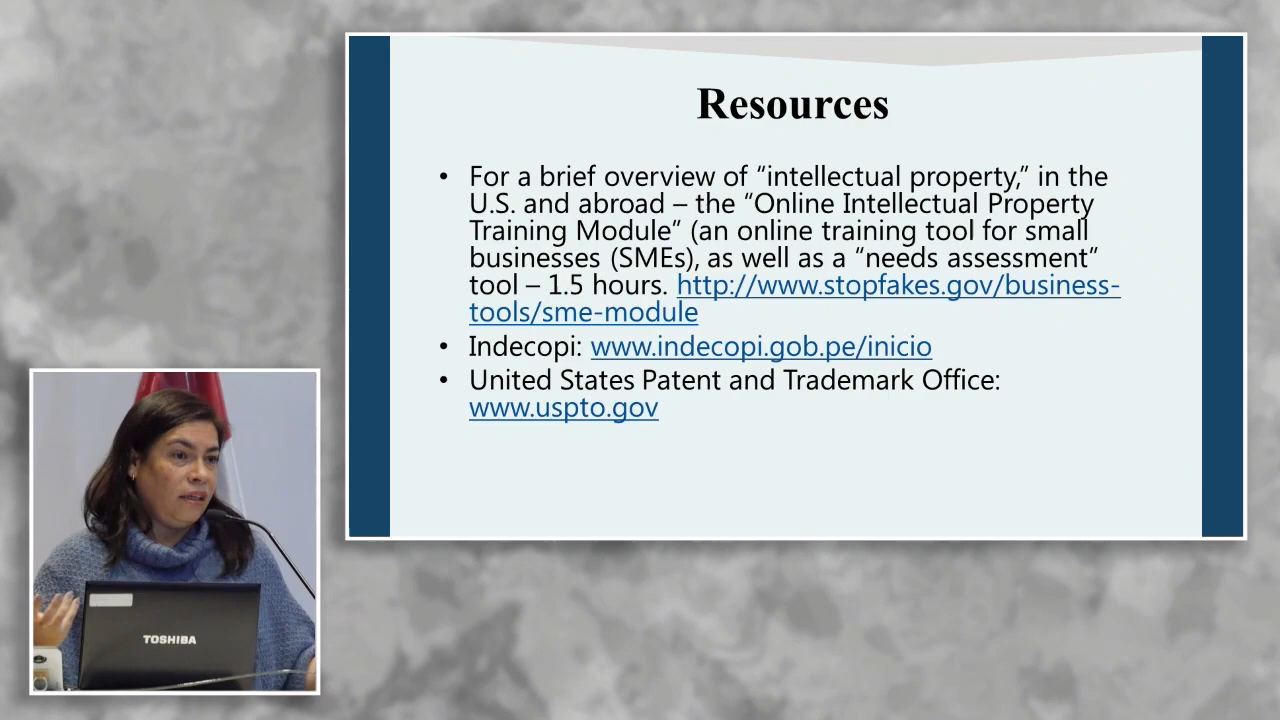 Resources
• For a brief overview of “intellectual property,” in the
U.S. and abroad – the “Online Intellectual Property
Training Module” (an online training tool for small
businesses (SMEs), as well as a “needs assessment”
tool – 1.5 hours. http://www.stopfakes.gov/business-
tools/sme-module
• Indecopi: www.indecopi.gob.pe/inicio
• United States Patent and Trademark Office:
www.uspto.gov
TOSHIBA